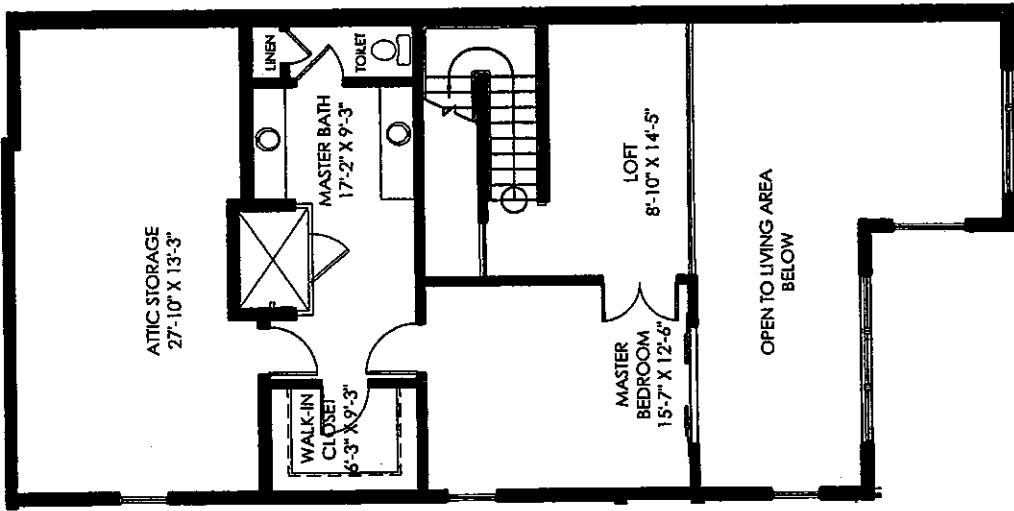 ATTIC STORAGE
27'-10" X 13'-3"
LINEN
TOILET
MASTER BATH
17'-2" X 9'-3"
WALK-IN
CLOSET
6'-3" X 9'-3"
LOFT
8'-10" X 14'-5"
MASTER
BEDROOM
15'-7" X 12'-6"
OPEN TO LIVING AREA
BELOW